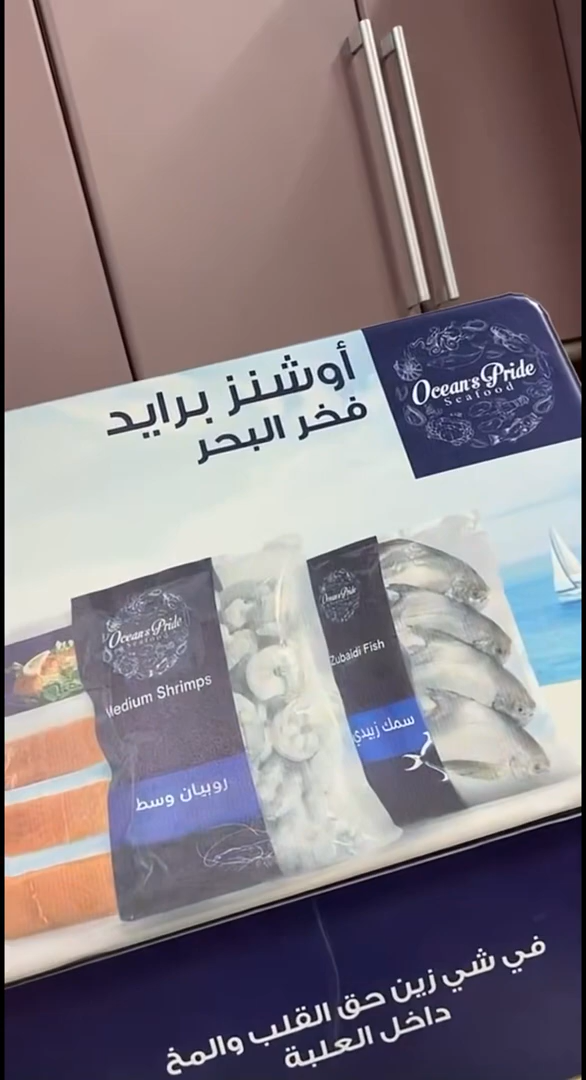 أوشنز برايد
فخر البحر
Ocean's Pride
Seafood
Ocean's Pride
Seafood
Medium Shrimps
روبيان وسط
Ocean's Pride
Zubaidi Fish
سمك زبيدي
في شي زين حق القلب والمخ
داخل العلبة